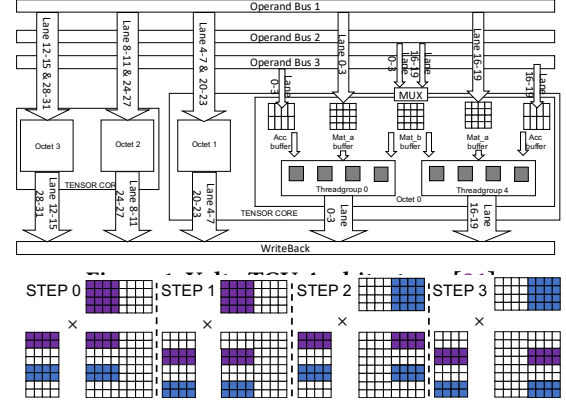 Operand Bus 1
Operand Bus 2
Operand Bus 3
Lane 12-15 & 28-31
Lane 8-11 & 24-27
Lane 4-7 & 20-23
Lane 0-3
Lane 0-3
Lane 0-3
Lane 16-19
Lane 16-19
Lane 16-19
MUX
Acc buffer
Mat_a buffer
Mat_b buffer
Mat_a buffer
Acc buffer
Octet 3
Octet 2
Octet 1
Threadgroup 0
Threadgroup 4
Octet 0
TENSOR COR
TENSOR CORE
Lane 12-15 28-31
Lane 8-11 24-27
Lane 4-7 20-23
Lane 0-3
Lane 16-19
WriteBack
STEP 0
STEP 1
STEP 2
STEP 3
×
×
×
×